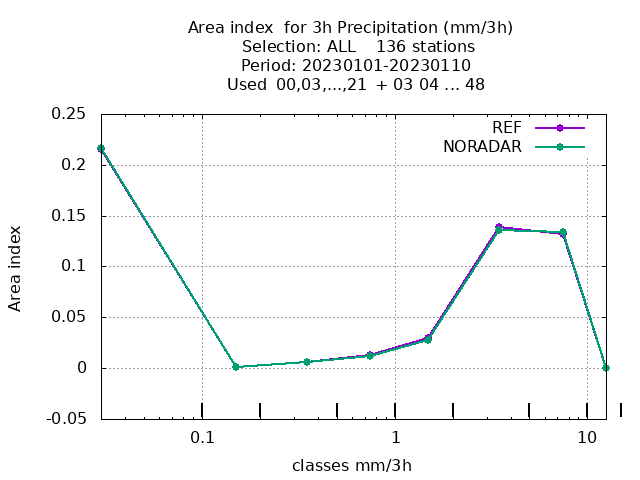 Area index  for 3h Precipitation (mm/3h)
Selection: ALL    136 stations
Period: 20230101-20230110
Used  00,03,...,21  + 03 04 ... 48
REF
NORADAR
0.25
0.2
0.15
0.1
0.05
0
-0.05
Area index
0.1
1
10
classes mm/3h